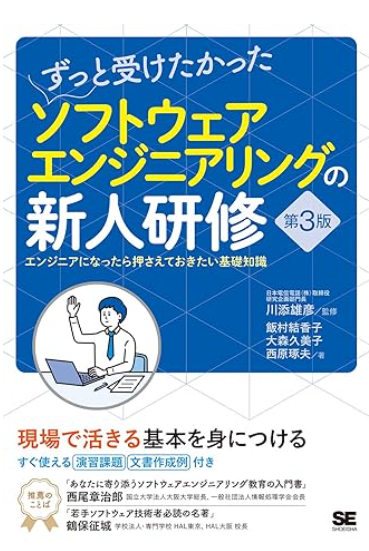 ずっと受けたかった
ソフトウェア
エンジニアリングの
新人研修 第3版
エンジニアになったら押さえておきたい基礎知識
日本電信電話(株)取締役
研究企画部門長
川添雄彦/監修
飯村結香子
大森久美子
西原琢夫/著
現場で活きる基本を身につける
すぐ使える 演習課題 文書作成例 付き
推薦の
ことば
「あなたに寄り添うソフトウェアエンジニアリング教育の入門書」
西尾章治郎 国立大学法人大阪大学総長、一般社団法人情報処理学会会長
「若手ソフトウェア技術者必読の名著」
鶴保征城 学校法人・専門学校 HAL東京、HAL大阪 校長
SE
SHOEISHA